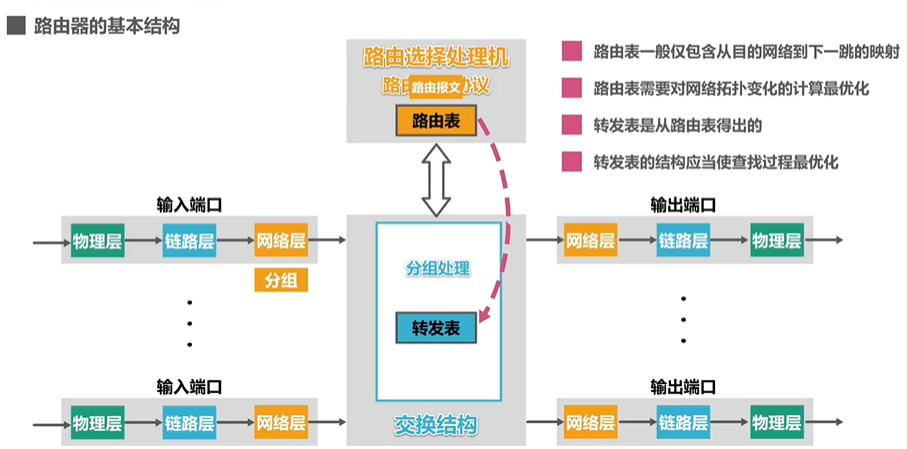 路由器的基本结构
路由选择处理机
路由
路由报文
协议
路由表
路由表一般仅包含从目的网络到下一跳的映射
路由表需要对网络拓扑变化的计算最优化
转发表是从路由表得出的
转发表的结构应当使查找过程最优化
输入端口
物理层
链路层
网络层
分组
输出端口
网络层
链路层
物理层
分组处理
转发表
交换结构
输入端口
物理层
链路层
网络层
输出端口
网络层
链路层
物理层